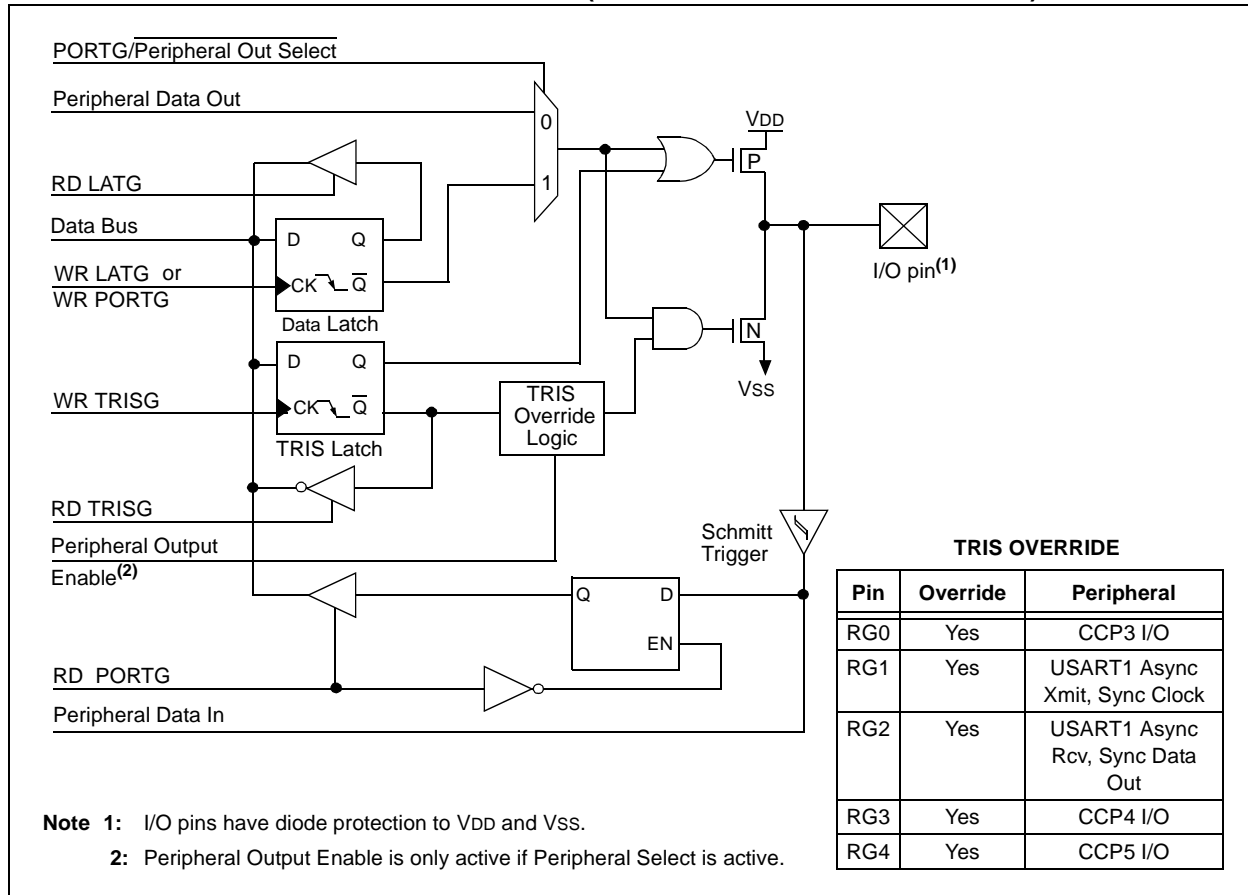 PORTG/Peripheral Out Select
Peripheral Data Out
0
1
VDD
P
RD LATG
Data Bus
D Q
WR LATG or
WR PORTG
CK Q
Data Latch
I/O pin(1)
N
VSS
D Q
WR TRISG
CK Q
TRIS Latch
TRIS
Override
Logic
RD TRISG
Peripheral Output
Enable(2)
Schmitt
Trigger
Q D
EN
RD PORTG
Peripheral Data In
TRIS OVERRIDE
Pin Override Peripheral
RG0 Yes CCP3 I/O
RG1 Yes USART1 Async
Xmit, Sync Clock
RG2 Yes USART1 Async
Rcv, Sync Data
Out
RG3 Yes CCP4 I/O
RG4 Yes CCP5 I/O
Note 1: I/O pins have diode protection to VDD and VSS.
2: Peripheral Output Enable is only active if Peripheral Select is active.